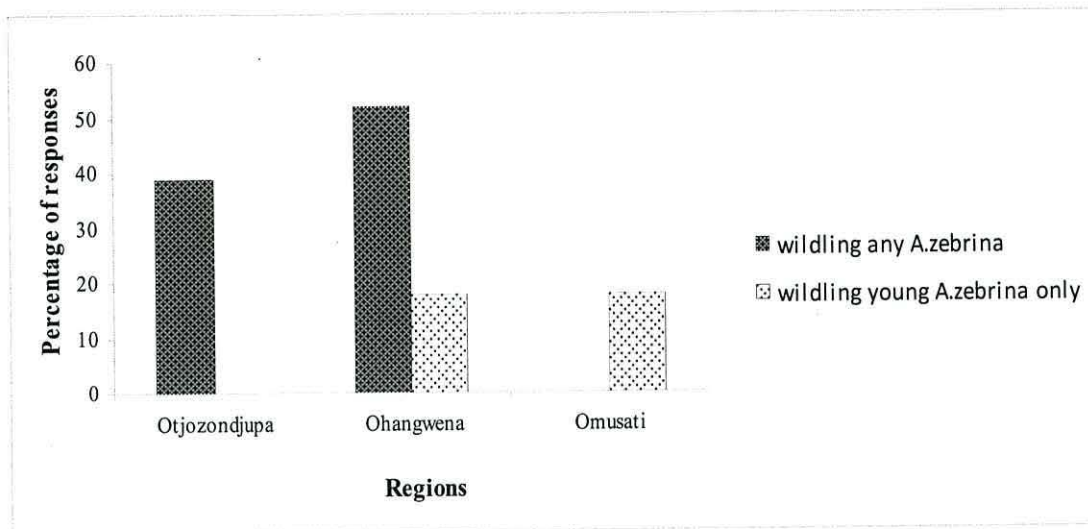 60
50
40
30
20
10
0
Percentage of responses
Otjozondjupa
Ohangwena
Omusati
Regions
wildling any A.zebrina
wildling young A.zebrina only